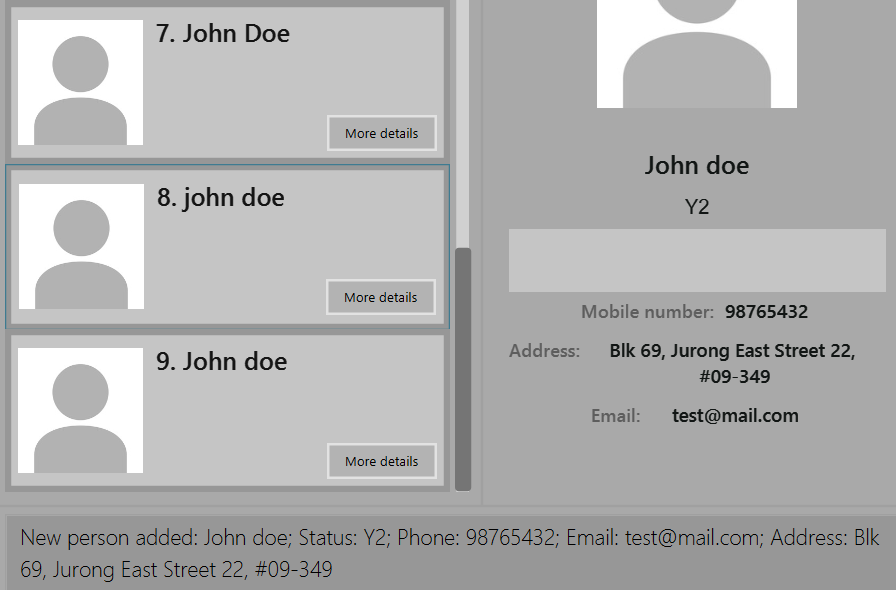 7. John Doe
More details
8. john doe
More details
9. John doe
More details
John doe
Y2
Mobile number: 98765432
Address: Blk 69, Jurong East Street 22,
#09-349
Email: test@mail.com
New person added: John doe; Status: Y2; Phone: 98765432; Email: test@mail.com; Address: Blk
69, Jurong East Street 22, #09-349